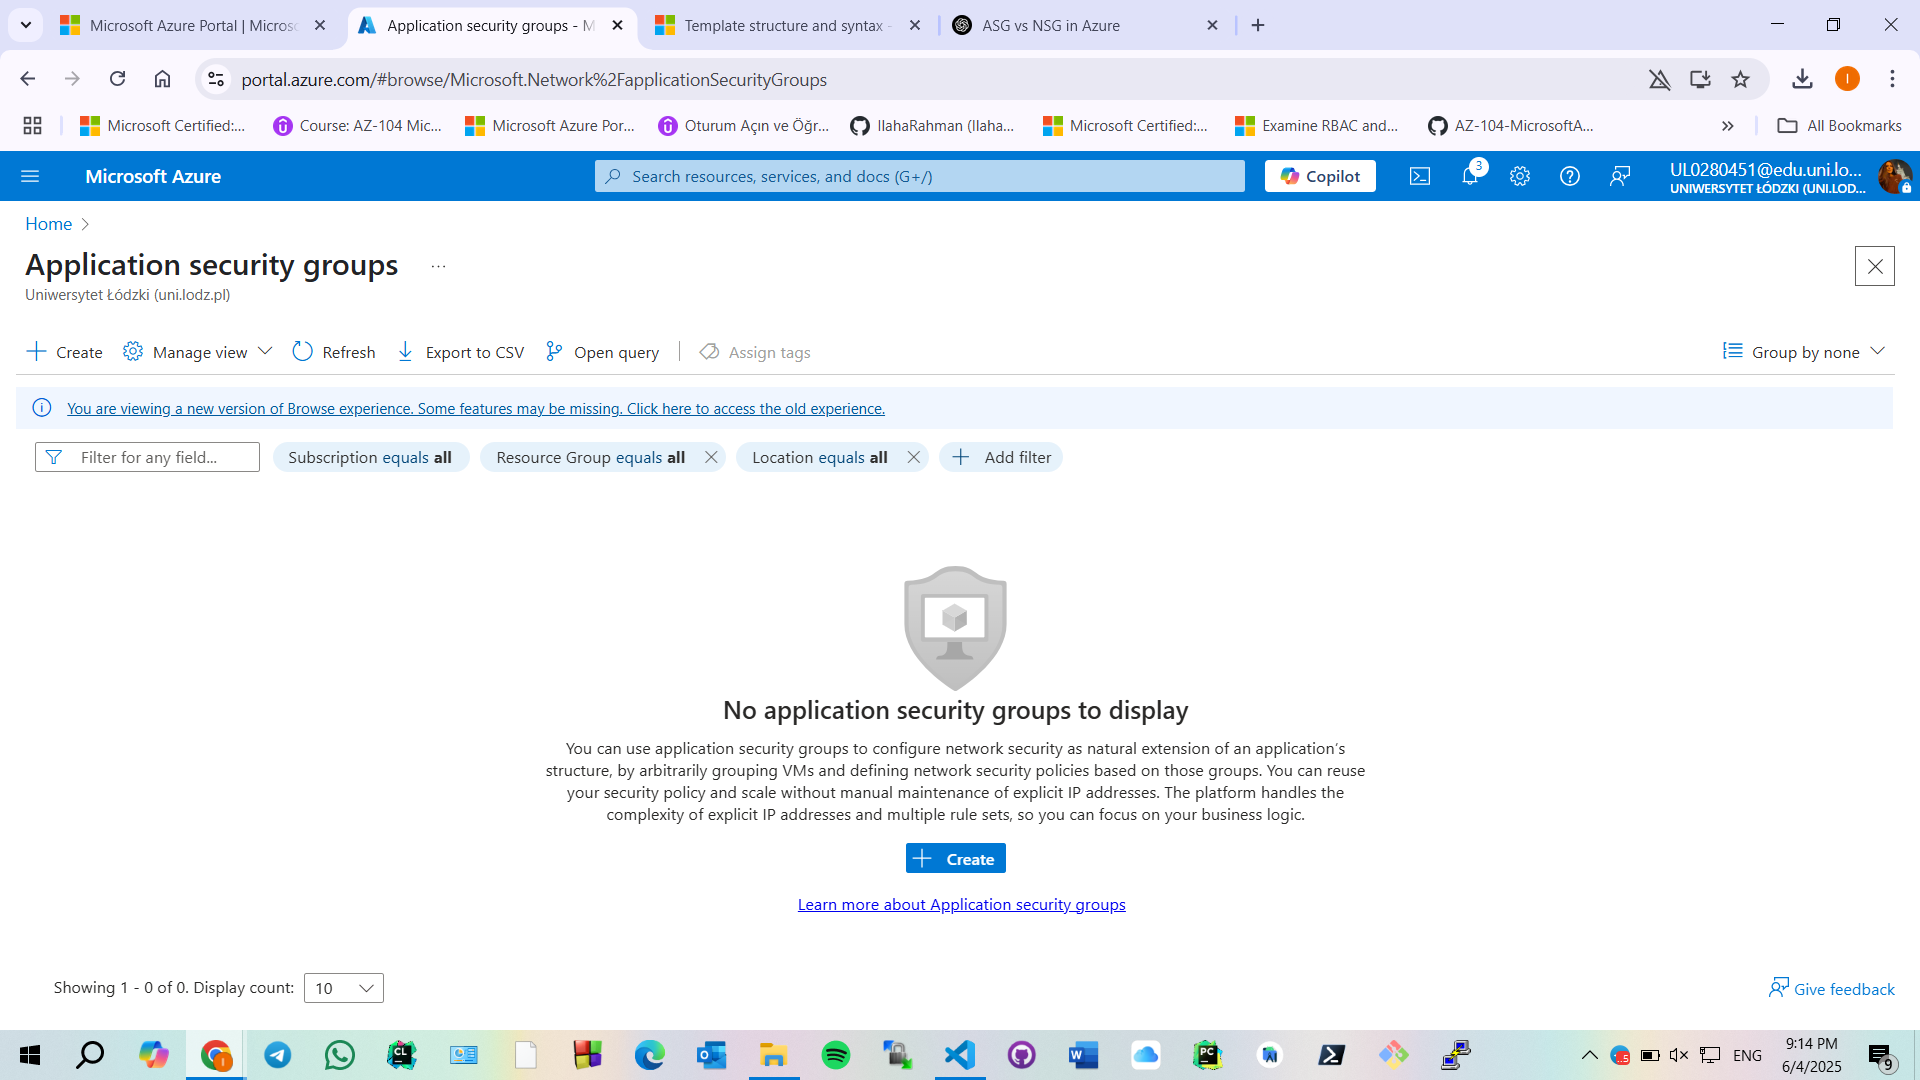 Microsoft Azure Portal | Microso
Application security groups - M
Template structure and syntax -
ASG vs NSG in Azure
portal.azure.com/#browse/Microsoft.Network%2FapplicationSecurityGroups
I
Microsoft Certified:...
Course: AZ-104 Mic...
Microsoft Azure Por...
Oturum Açın ve Öğr...
IlahaRahman (Ilaha...
Microsoft Certified:...
Examine RBAC and...
AZ-104-MicrosoftA...
All Bookmarks
Microsoft Azure
Search resources, services, and docs (G+/)
Copilot
3
UL0280451@edu.uni.lo...
UNIWERSYTET ŁÓDZKI (UNI.LOD...
Home
Application security groups
Uniwersytet Łódzki (uni.lodz.pl)
Create
Manage view
Refresh
Export to CSV
Open query
Assign tags
Group by none
You are viewing a new version of Browse experience. Some features may be missing. Click here to access the old experience.
Filter for any field...
Subscription equals all
Resource Group equals all
Location equals all
Add filter
No application security groups to display
You can use application security groups to configure network security as natural extension of an application's
structure, by arbitrarily grouping VMs and defining network security policies based on those groups. You can reuse
your security policy and scale without manual maintenance of explicit IP addresses. The platform handles the
complexity of explicit IP addresses and multiple rule sets, so you can focus on your business logic.
Create
Learn more about Application security groups
Showing 1 - 0 of 0. Display count:
10
Give feedback
ENG
9:14 PM
6/4/2025
9